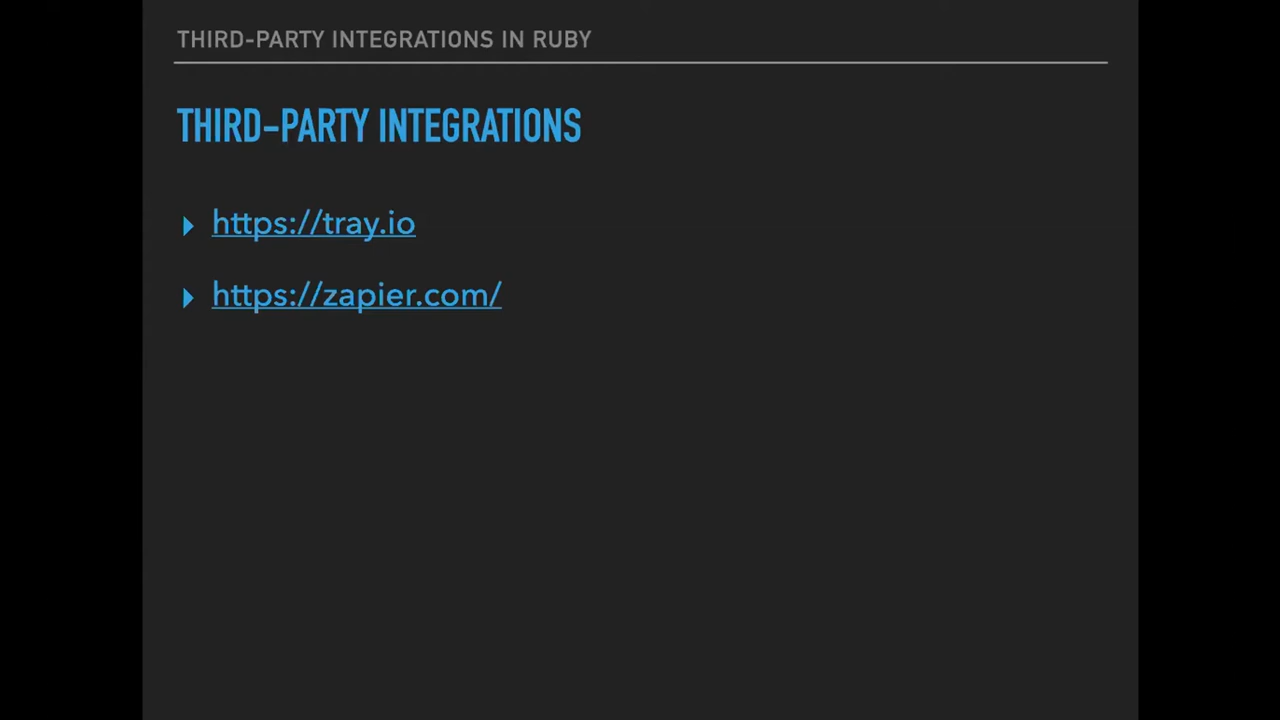 THIRD-PARTY INTEGRATIONS IN RUBY
THIRD-PARTY INTEGRATIONS
https://tray.io
https://zapier.com/